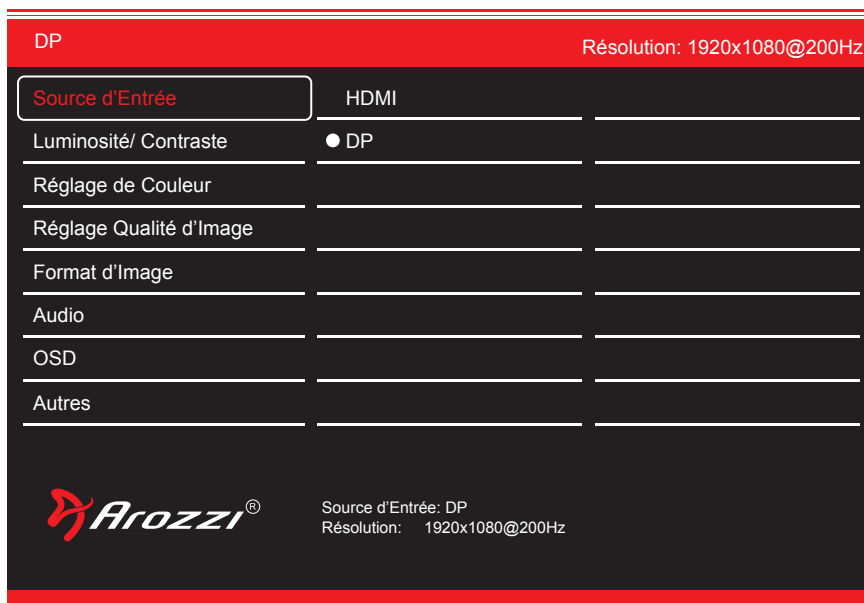 DP Résolution: 1920x1080@200Hz
Source d’Entrée HDMI
Luminosité/ Contraste DP
Réglage de Couleur
Réglage Qualité d’Image
Format d’Image
Audio
OSD
Autres
Arozzi®
Source d’Entrée: DP
Résolution: 1920x1080@200Hz